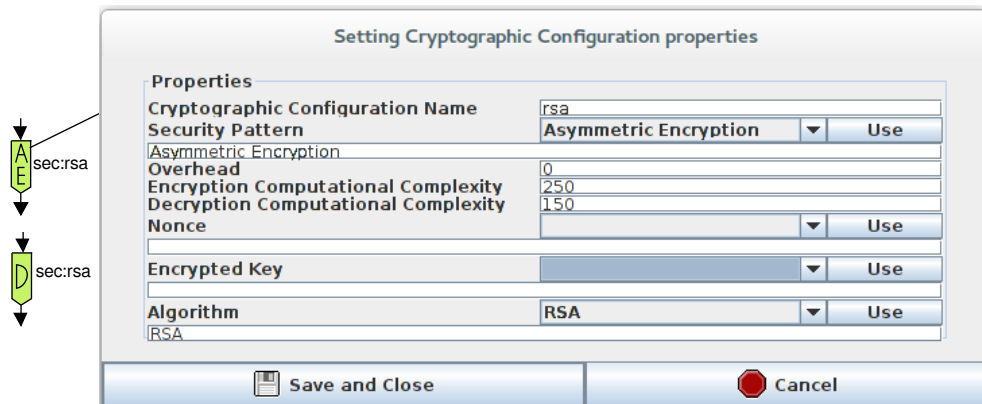 Setting Cryptographic Configuration properties
Properties
Cryptographic Configuration Name rsa
Security Pattern Asymmetric Encryption Use
Asymmetric Encryption
Overhead 0
Encryption Computational Complexity 250
Decryption Computational Complexity 150
Nonce Use
Encrypted Key Use
Algorithm RSA Use
RSA
Save and Close Cancel
A
E
sec:rsa
D sec:rsa